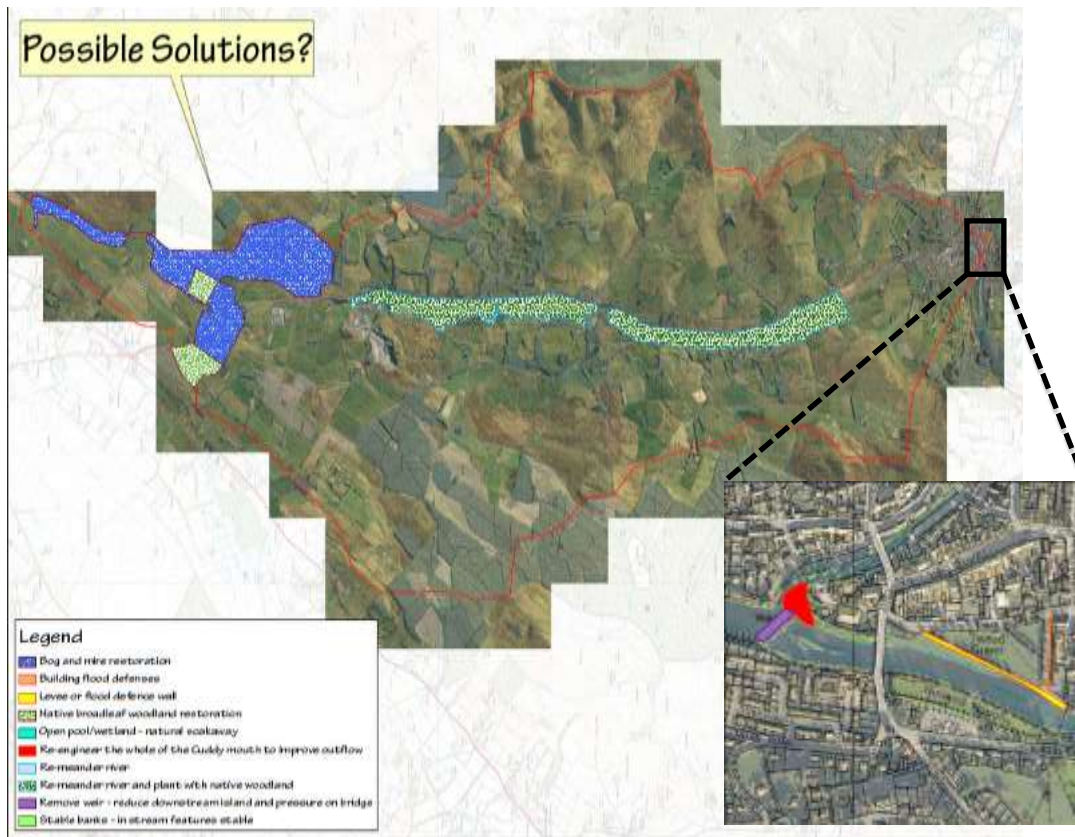 Possible Solutions?
Legend
Bog and mire restoration
Building flood defenses
Levee or flood defence wall
Native broadleaf woodland restoration
Open pool/wetland - natural soakaway
Re-engineer the whole of the Cuddy mouth to improve outflow
Re-meander river
Re-meander river and plant with native woodland
Remove weir - reduce downstream island and pressure on bridge
Stable banks - in stream features stable